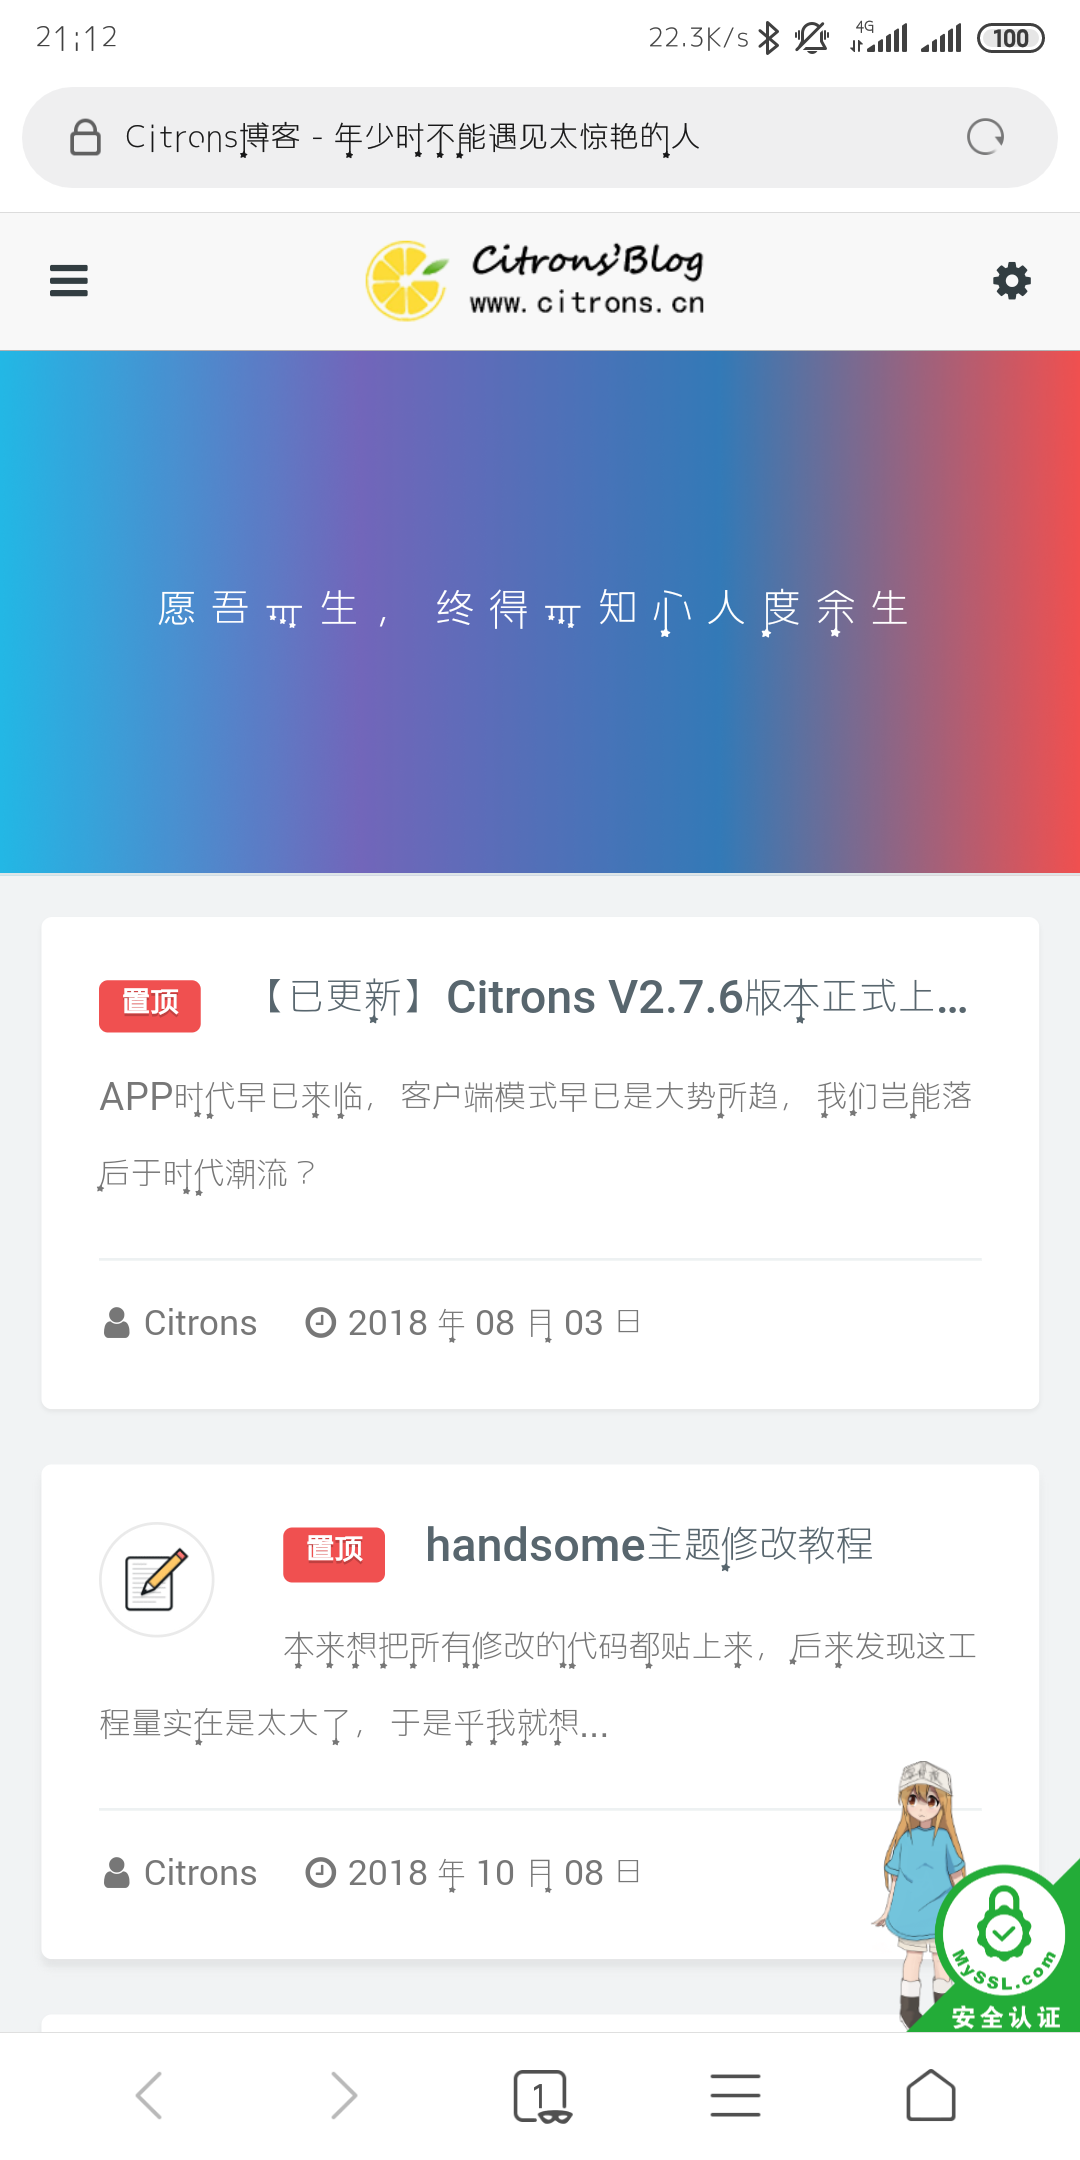 21:12
22.3K/s
4G
100
Citrons博客 - 年少时不能遇见太惊艳的人
Citrons'Blog
www.citrons.cn
愿吾一生，终得一知心人度余生
置顶
【已更新】Citrons V2.7.6版本正式上...
APP时代早已来临，客户端模式早已是大势所趋，我们岂能落
后于时代潮流？
Citrons 2018 年 08 月 03 日
置顶
handsome主题修改教程
本来想把所有修改的代码都贴上来，后来发现这工
程量实在是太大了，于是乎我就想...
Citrons 2018 年 10 月 08 日
MySSL.com
安全认证
1